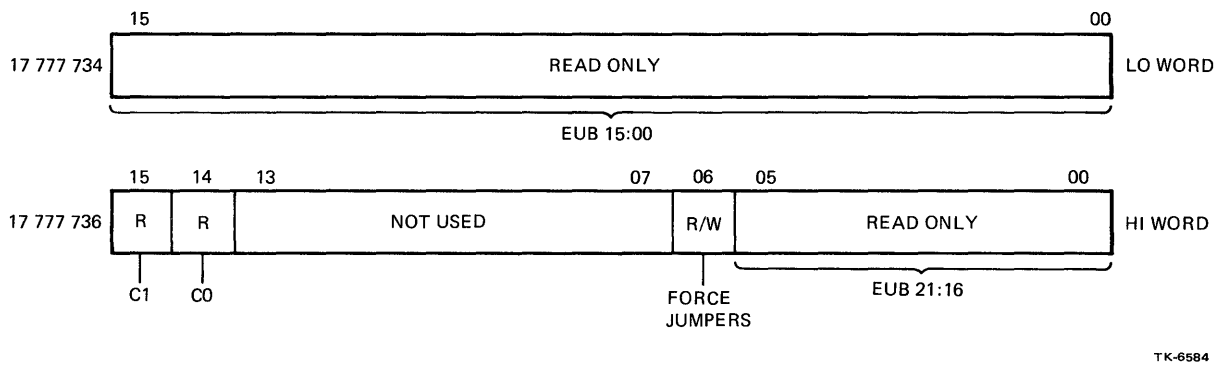 15 00
17 777 734 READ ONLY LO WORD
EUB 15:00
15 14 13 07 06 05 00
17 777 736 R R NOT USED R/W READ ONLY HI WORD
C1 C0 FORCE JUMPERS EUB 21:16
TK-6584